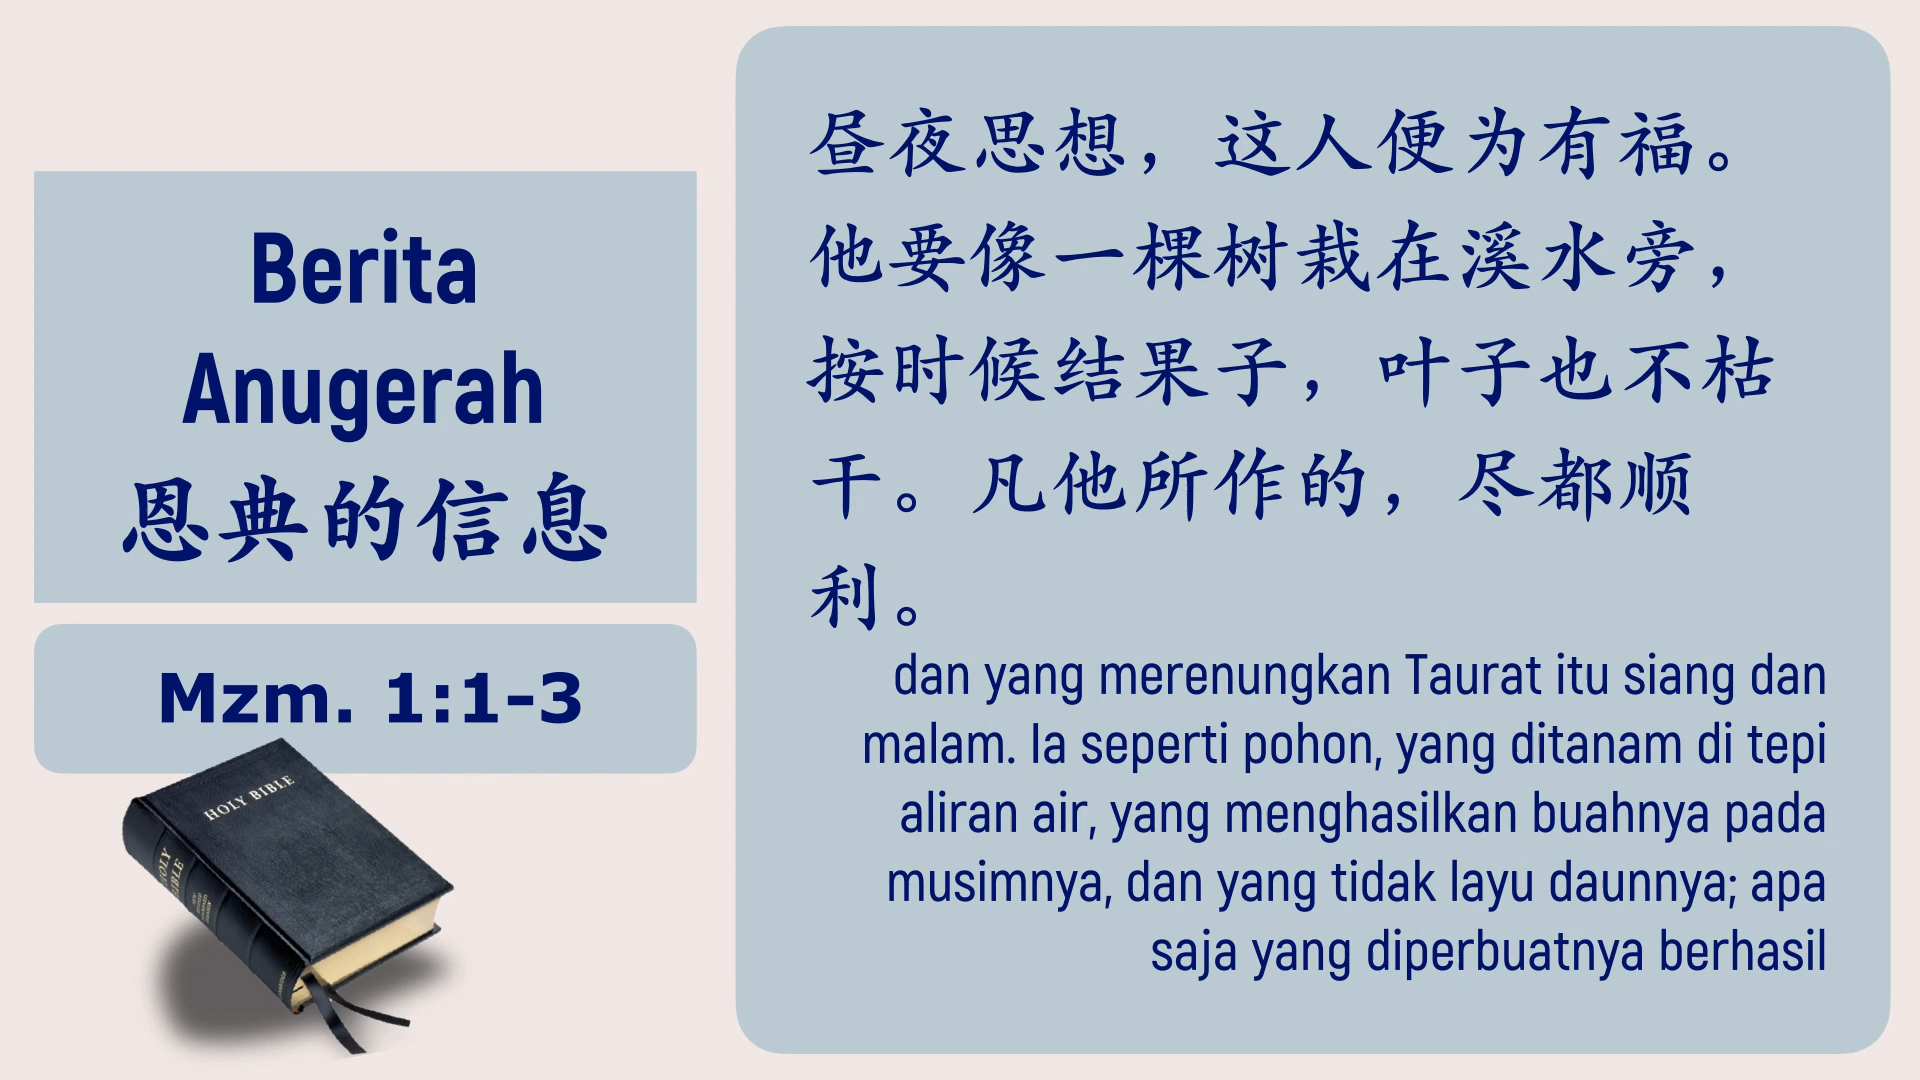 Berita
Anugerah
恩典的信息
Mzm. 1:1-3
HOLY BIBLE
HOLY
BIBLE
昼夜思想，这人便为有福。
他要像一棵树栽在溪水旁，
按时候结果子，叶子也不枯
干。凡他所作的，尽都顺
利。
dan yang merenungkan Taurat itu siang dan
malam. Ia seperti pohon, yang ditanam di tepi
aliran air, yang menghasilkan buahnya pada
musimnya, dan yang tidak layu daunnya; apa
saja yang diperbuatnya berhasil